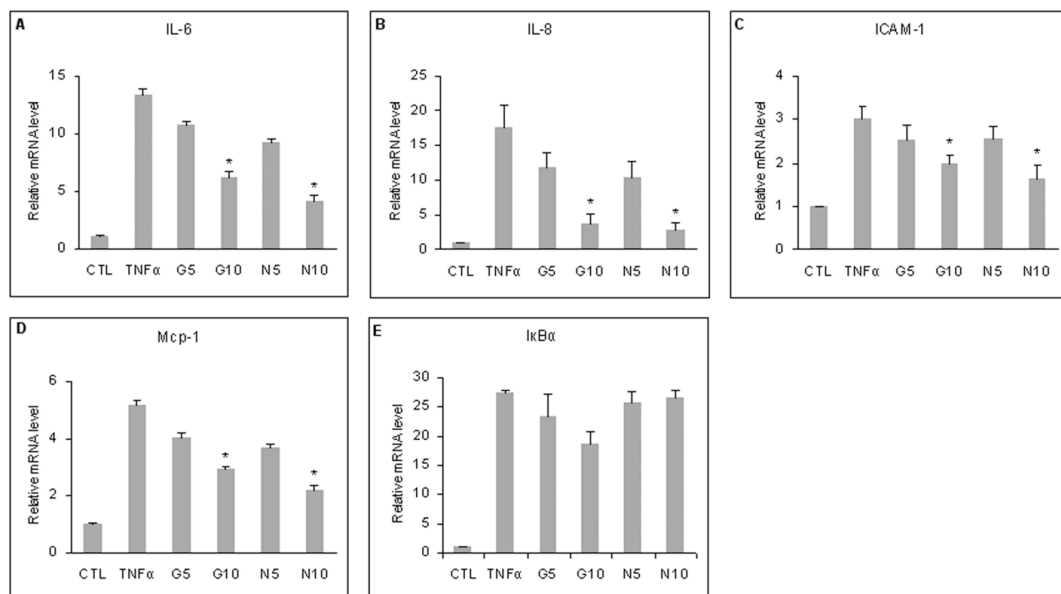 A
IL-6
Relative mRNA level
15
10
5
0
*
*
CTL TNFα G5 G10 N5 N10
B
IL-8
Relative mRNA level
25
20
15
10
5
0
*
*
CTL TNFα G5 G10 N5 N10
C
ICAM-1
Relative mRNA level
4
3
2
1
0
*
*
CTL TNFα G5 G10 N5 N10
D
Mcp-1
Relative mRNA level
6
4
2
0
*
*
CTL TNFα G5 G10 N5 N10
E
IκBα
Relative mRNA level
30
25
20
15
10
5
0
CTL TNFα G5 G10 N5 N10